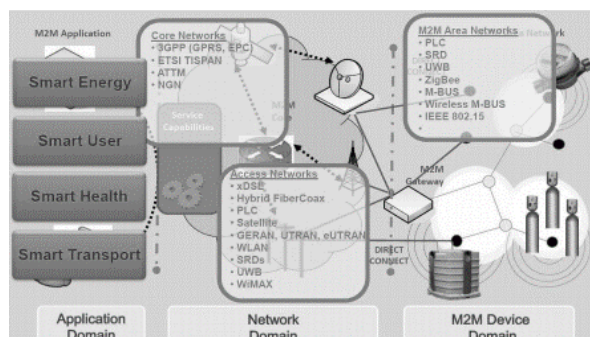 M2M Application
Smart Energy
Smart User
Smart Health
Smart Transport
Core Networks
• 3GPP (GPRS, EPC)
• ETSI TISPAN
• ATTM
• NGN
Service
Capabilities
M2M
Access Networks
• xDSL
• Hybrid FiberCoax
• PLC
• Satellite
• GERAN, UTRAN, eUTRAN
• WLAN
• SRDs
• UWB
• WiMAX
M2M Area Networks
• PLC
• SRD
• UWB
• ZigBee
• M-BUS
• Wireless M-BUS
• IEEE 802.15
M2M
Gateway
DIRECT
CONNECT
Application
Domain
Network
Domain
M2M Device
Domain